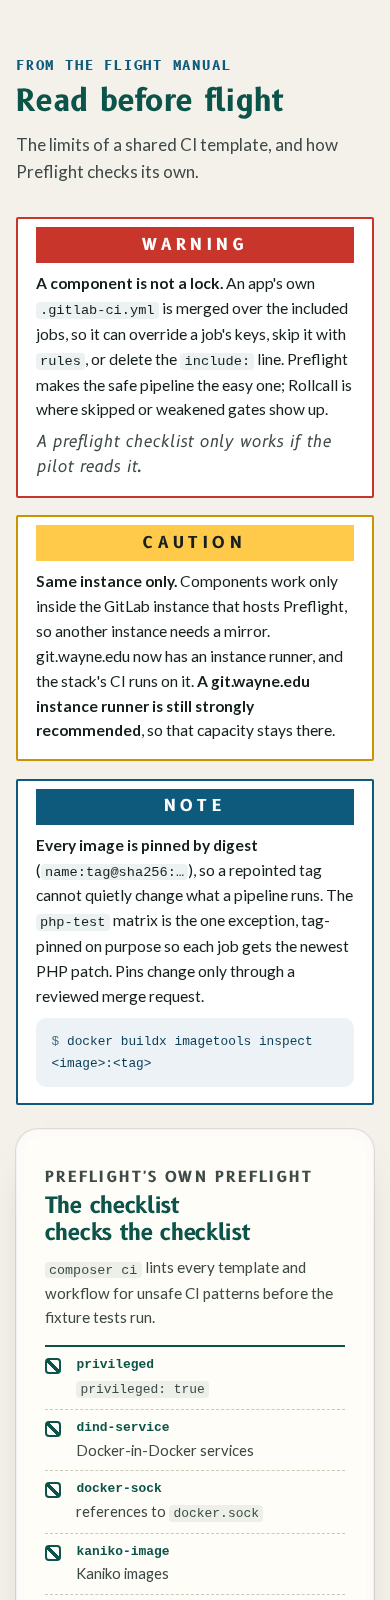 FROM THE FLIGHT MANUAL
Read before flight
The limits of a shared CI template, and how
Preflight checks its own.
WARNING
A component is not a lock. An app's own
.gitlab-ci.yml is merged over the included
jobs, so it can override a job's keys, skip it with
rules, or delete the include: line. Preflight
makes the safe pipeline the easy one; Rollcall is
where skipped or weakened gates show up.
A preflight checklist only works if the
pilot reads it.
CAUTION
Same instance only. Components work only
inside the GitLab instance that hosts Preflight,
so another instance needs a mirror.
git.wayne.edu now has an instance runner, and
the stack's CI runs on it. A git.wayne.edu
instance runner is still strongly
recommended, so that capacity stays there.
NOTE
Every image is pinned by digest
(name:tag@sha256:…), so a repointed tag
cannot quietly change what a pipeline runs. The
php-test matrix is the one exception, tag-
pinned on purpose so each job gets the newest
PHP patch. Pins change only through a
reviewed merge request.
$ docker buildx imagetools inspect
<image>:<tag>
PREFLIGHT'S OWN PREFLIGHT
The checklist
checks the checklist
composer ci lints every template and
workflow for unsafe CI patterns before the
fixture tests run.
privileged
privileged: true
dind-service
Docker-in-Docker services
docker-sock
references to docker.sock
kaniko-image
Kaniko images